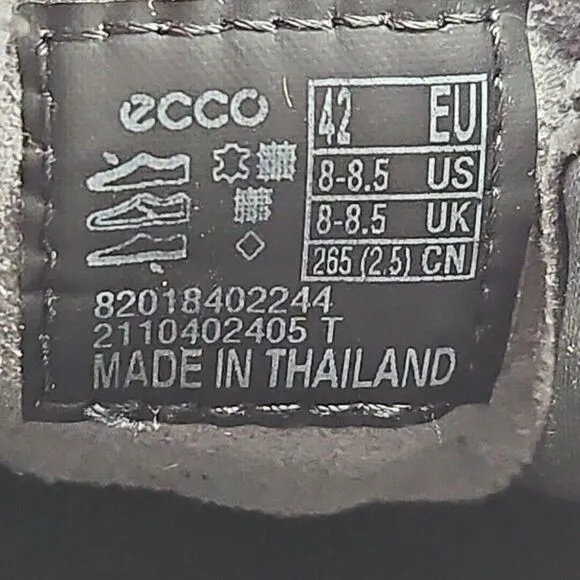 ecco
42 EU
8-8.5 US
8-8.5 UK
265 (2.5) CN
82018402244
2110402405 T
MADE IN THAILAND